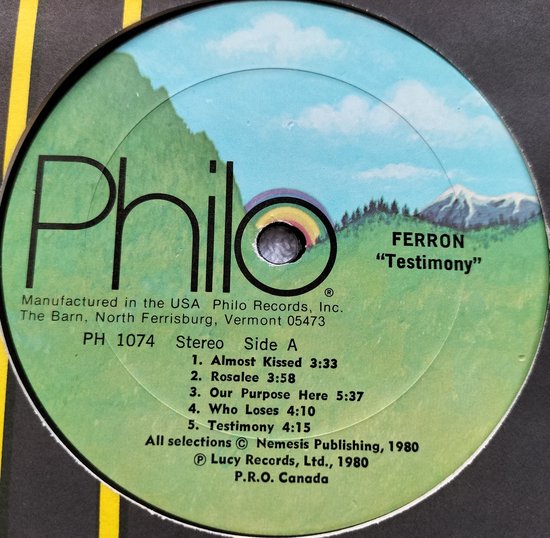 Philo®
FERRON
"Testimony"
Manufactured in the USA Philo Records, Inc.
The Barn, North Ferrisburg, Vermont 05473
PH 1074 Stereo Side A
1. Almost Kissed 3:33
2. Rosalee 3:58
3. Our Purpose Here 5:37
4. Who Loses 4:10
5. Testimony 4:15
All selections © Nemesis Publishing, 1980
℗ Lucy Records, Ltd., 1980
P.R.O. Canada